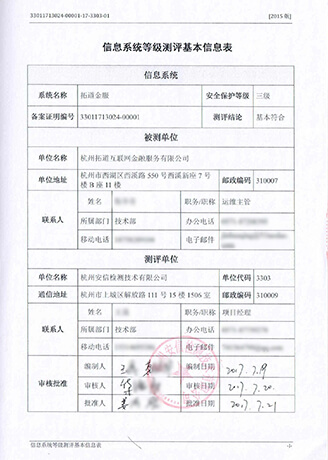 33011713024-00001-17-3303-01 [2015版]
信息系统等级测评基本信息表
信息系统
系统名称 拓道金服 安全保护等级 三级
备案证明编号 33011713024-00001 测评结论 基本符合
被测单位
单位名称 杭州拓道互联网金融服务有限公司
单位地址 杭州市西湖区西溪路 550 号西溪新座 7 号楼 B 座 11 楼 邮政编码 310007
联系人 姓名 职务/职称 运维主管
所属部门 技术部 办公电话
移动电话 电子邮件
测评单位
单位名称 杭州安信检测技术有限公司 单位代码 3303
通信地址 杭州市上城区解放路 111 号 15 楼 1506 室 邮政编码 310009
联系人 姓名 职务/职称 项目经理
所属部门 技术部 办公电话
移动电话 电子邮件
审核批准 编制人 编制日期 2017.7.19
审核人 审核日期 2017.7.20.
批准人 批准日期 2017.7.21
信息系统等级测评基本信息表